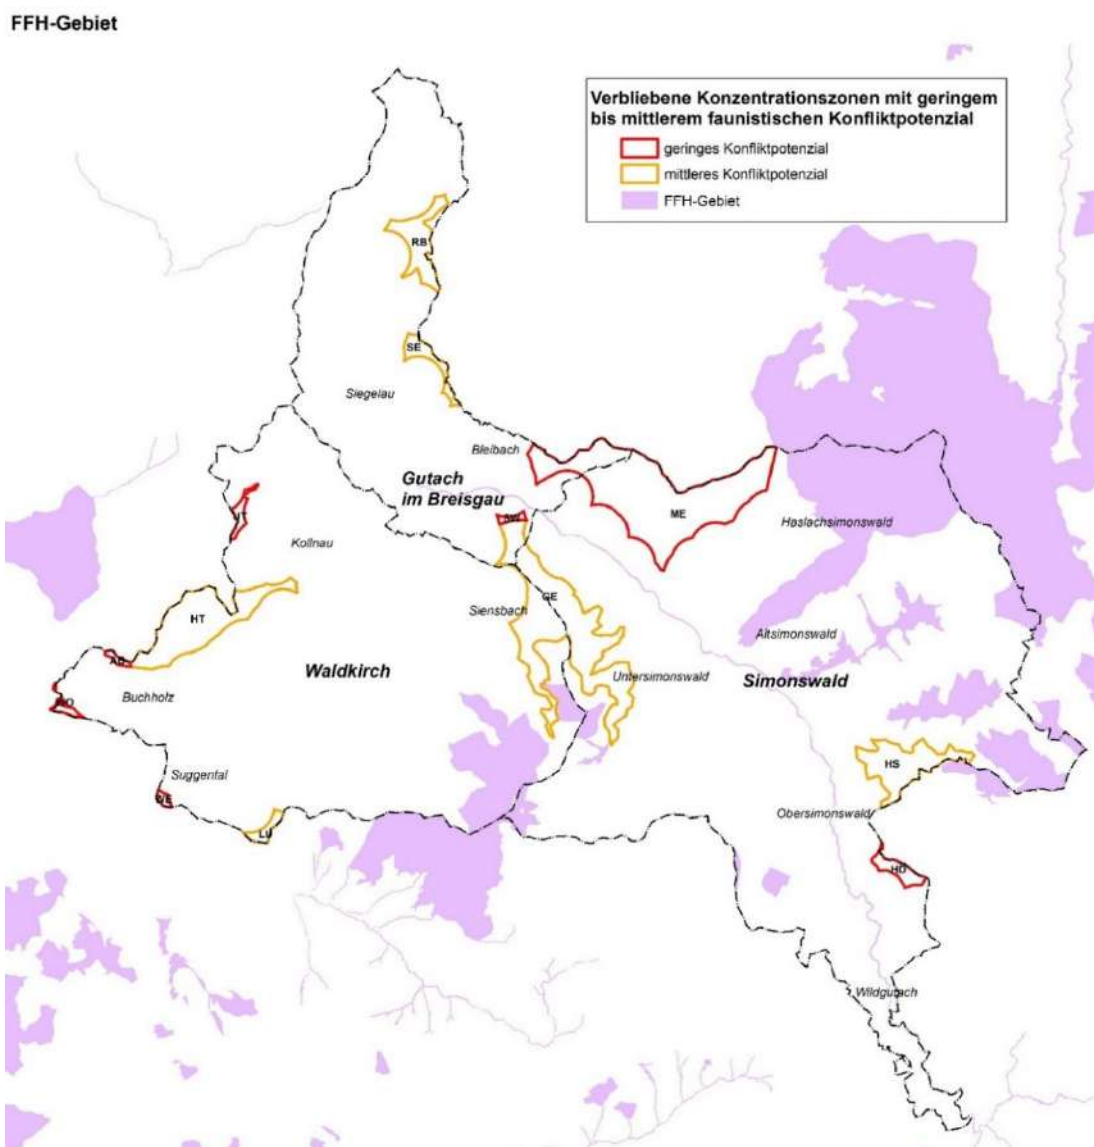 FFH-Gebiet
Verbliebene Konzentrationszonen mit geringem
bis mittlerem faunistischen Konfliktpotenzial
geringes Konfliktpotenzial
mittleres Konfliktpotenzial
FFH-Gebiet
RB
SE
Siegelau
Bleibach
Gutach
im Breisgau
ME
Haslachsimonswald
Kollnau
GE
Siensbach
HT
Altsimonswald
Waldkirch
Untersimonswald
Simonswald
Buchholz
HS
Suggental
Obersimonswald
LU
HD
Wildgutach